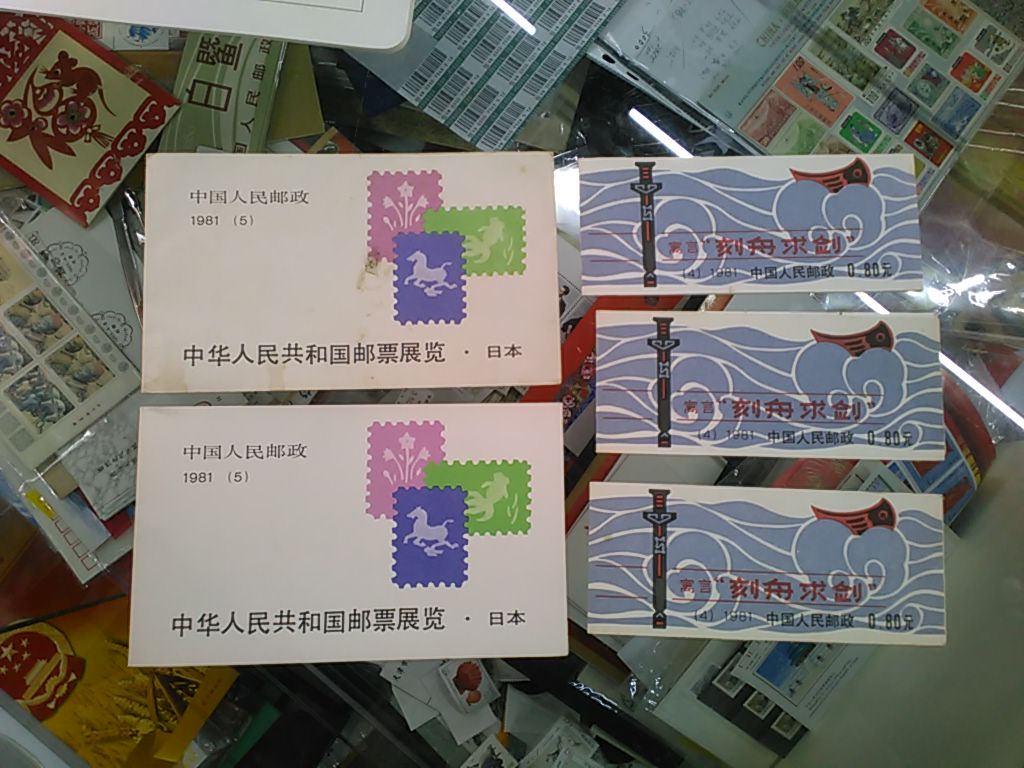 白鱀
中国人民邮政
1981 (5)
中华人民共和国邮票展览 · 日本
中国人民邮政
1981 (5)
中华人民共和国邮票展览 · 日本
寓言"刻舟求剑"
(4) 1981 中国人民邮政 0.80元
寓言"刻舟求剑"
(4) 1981 中国人民邮政 0.80元
寓言"刻舟求剑"
(4) 1981 中国人民邮政 0.80元
CHINA